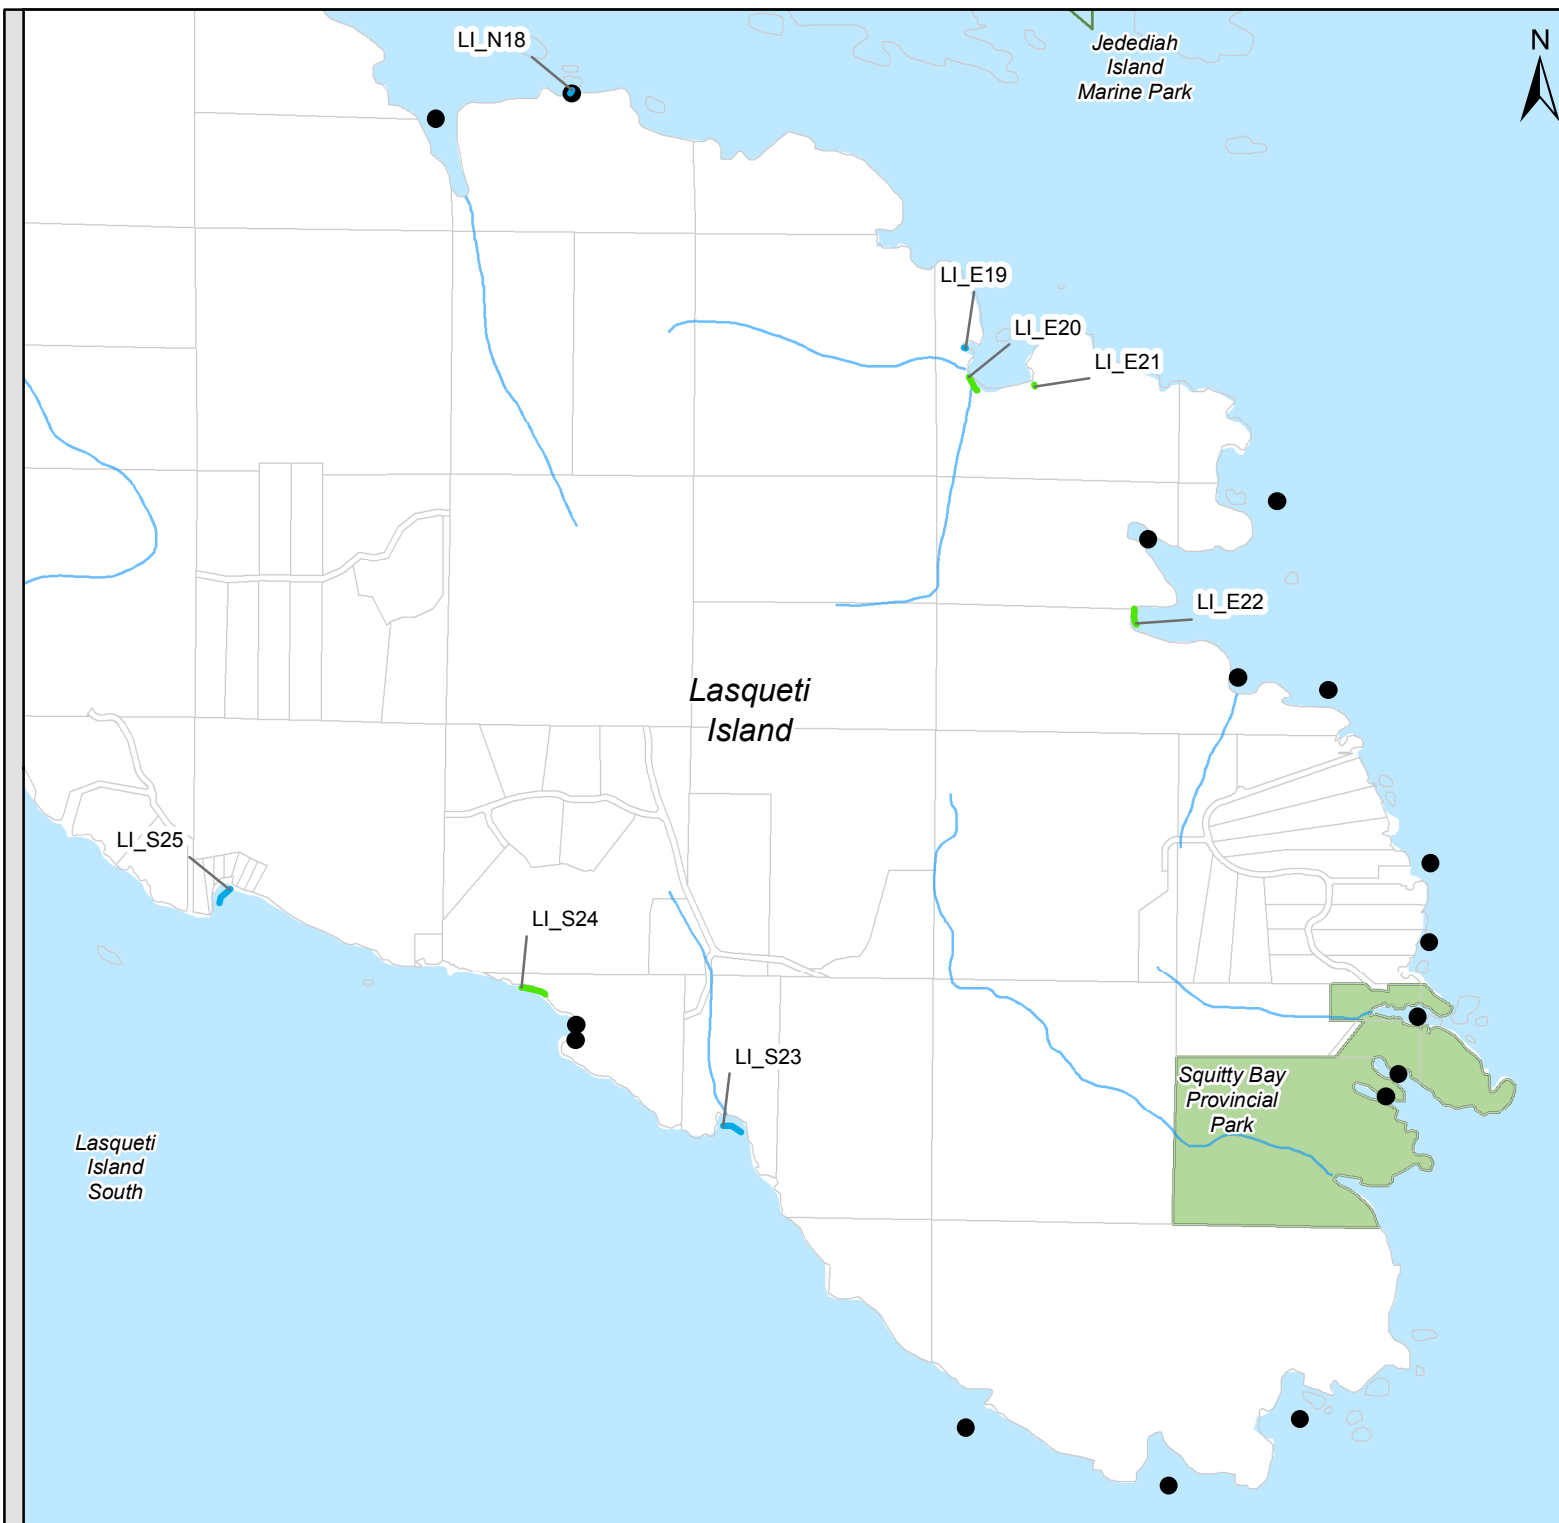 LI_N18
Jedediah
Island
Marine Park
N
LI_E19
LI_E20
LI_E21
LI_E22
Lasqueti
Island
LI_S25
LI_S24
LI_S23
Squitty Bay
Provincial
Park
Lasqueti
Island
South